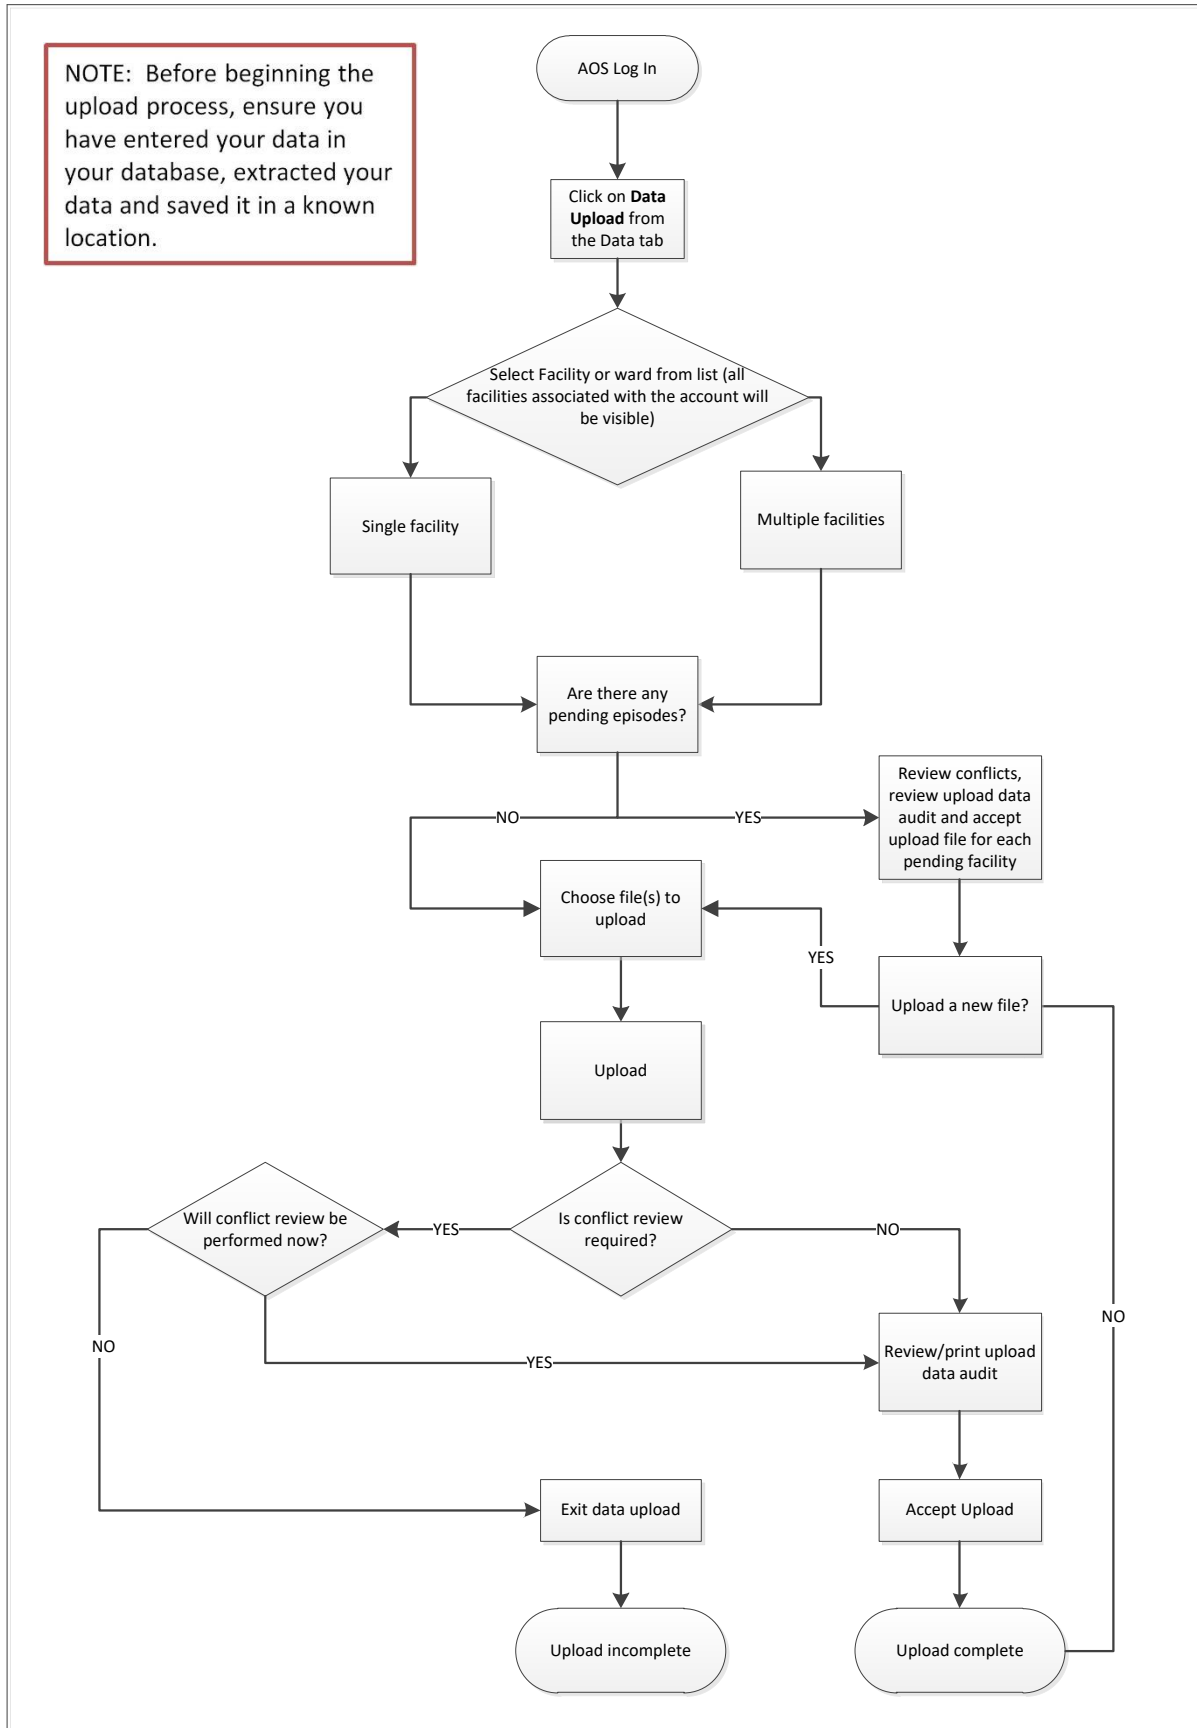 NOTE:  Before beginning the
upload process, ensure you
have entered your data in
your database, extracted your
data and saved it in a known
location.
AOS Log In
Click on Data
Upload from
the Data tab
Select Facility or ward from list (all
facilities associated with the account will
be visible)
Single facility
Multiple facilities
Are there any
pending episodes?
NO
YES
Review conflicts,
review upload data
audit and accept
upload file for each
pending facility
Choose file(s) to
upload
YES
Upload a new file?
Upload
Will conflict review be
performed now?
YES
Is conflict review
required?
NO
NO
NO
YES
Review/print upload
data audit
Exit data upload
Accept Upload
Upload incomplete
Upload complete